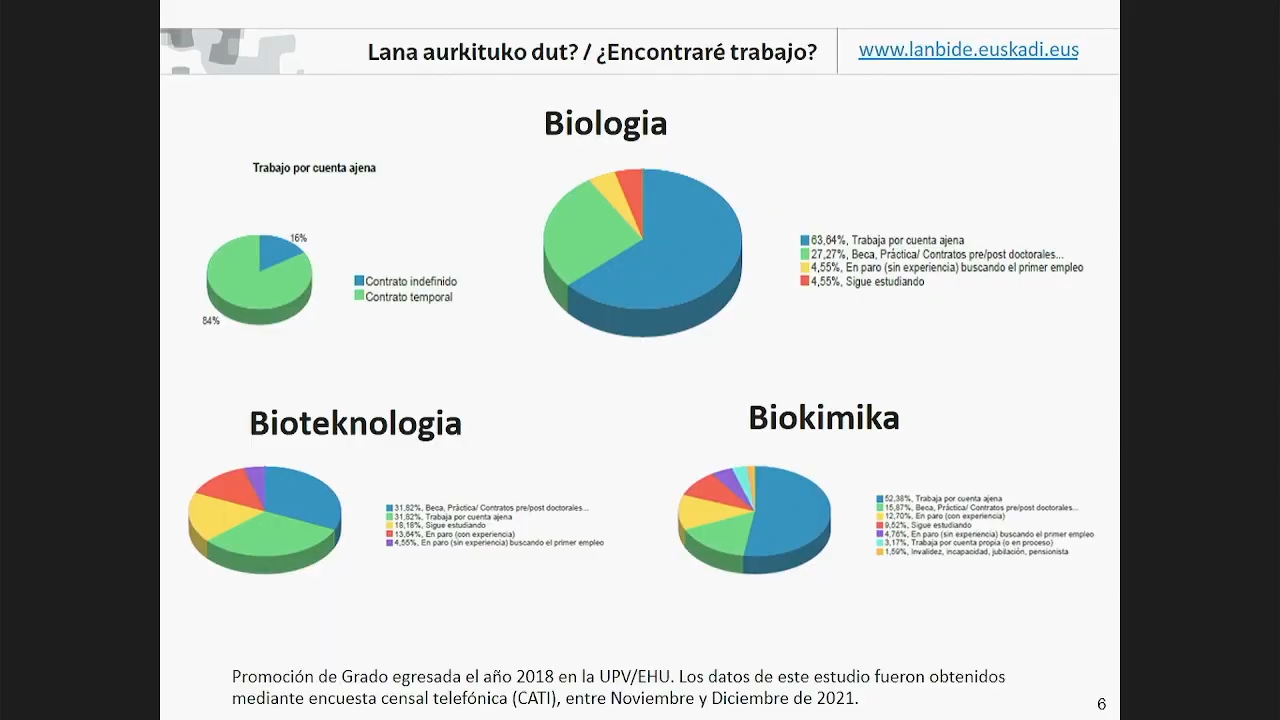 Lana aurkituko dut? / ¿Encontraré trabajo?
www.lanbide.euskadi.eus
Biologia
Trabajo por cuenta ajena
16%
84%
Contrato indefinido
Contrato temporal
63,64%, Trabaja por cuenta ajena
27,27%, Beca, Práctica/ Contratos pre/post doctorales...
4,55%, En paro (sin experiencia) buscando el primer empleo
4,55%, Sigue estudiando
Bioteknologia
31,82%, Beca, Práctica/ Contratos pre/post doctorales...
31,82%, Trabaja por cuenta ajena
18,18%, Sigue estudiando
13,64%, En paro (con experiencia)
4,55%, En paro (sin experiencia) buscando el primer empleo
Biokimika
52,38%, Trabaja por cuenta ajena
15,87%, Beca, Práctica/ Contratos pre/post doctorales...
12,70%, En paro (con experiencia)
9,52%, Sigue estudiando
4,76%, En paro (sin experiencia) buscando el primer empleo
3,17%, Trabaja por cuenta propia (o en proceso)
1,59%, Invalidez, incapacidad, jubilación, pensionista
Promoción de Grado egresada el año 2018 en la UPV/EHU. Los datos de este estudio fueron obtenidos
mediante encuesta censal telefónica (CATI), entre Noviembre y Diciembre de 2021.
6